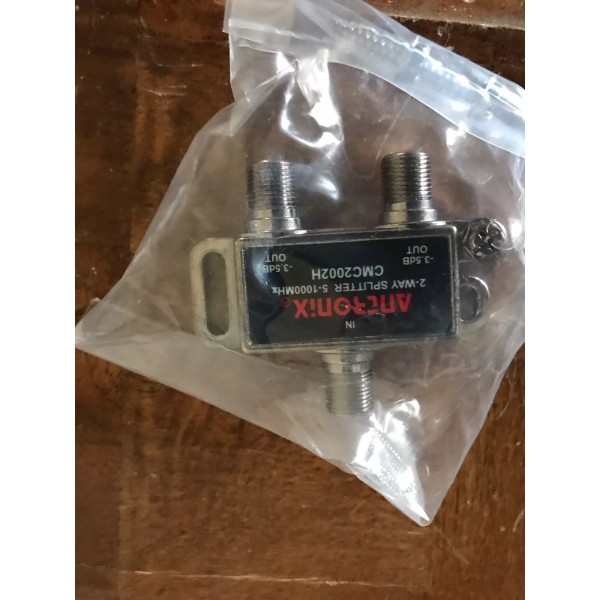 IN
Antronix®
2-WAY SPLITTER 5-1000MHz
CMC2002H
OUT
-3.5dB
OUT
-3.5dB